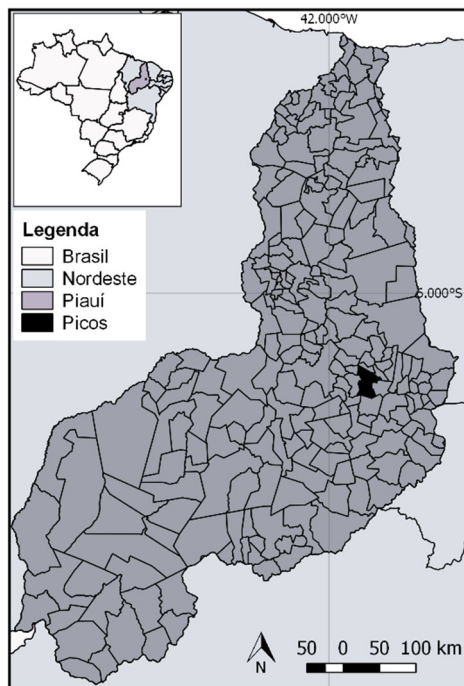 42.000°W
Legenda
Brasil
Nordeste
Piauí
Picos
5.000°S
N
50 0 50 100 km